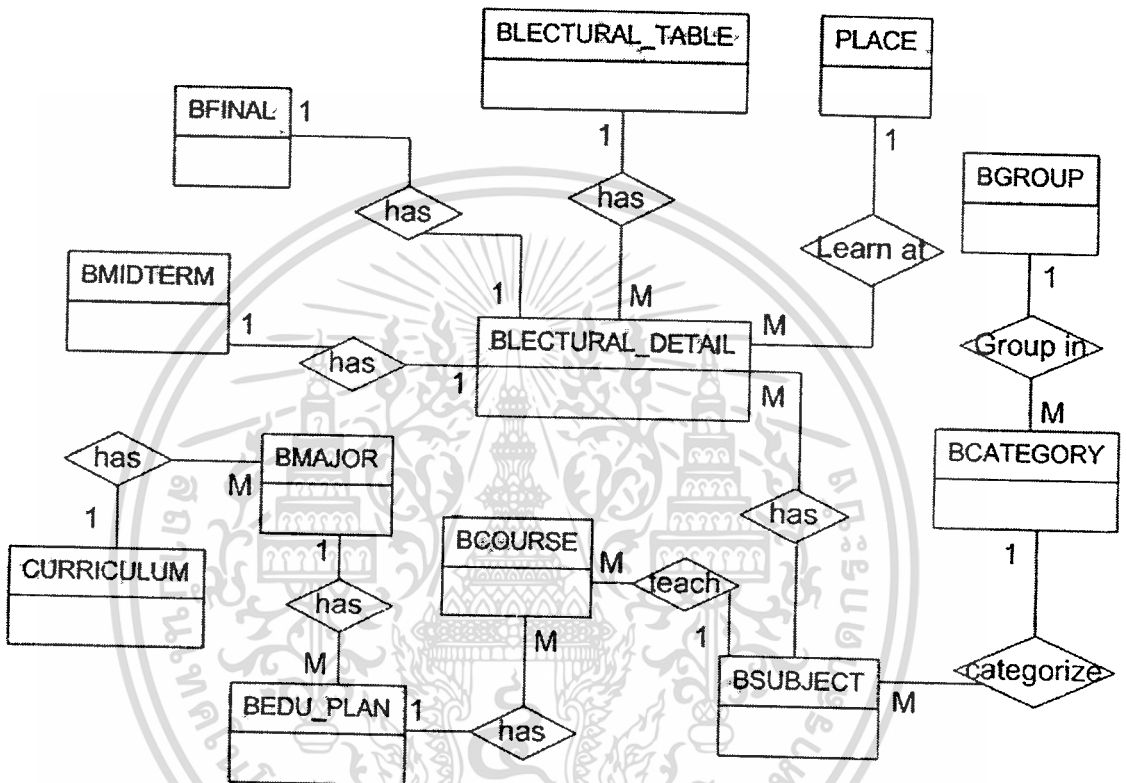 BLECTURAL_TABLE
PLACE
BFINAL
1
1
1
BGROUP
has
has
Learn at
1
BMIDTERM
1
1
M
M
Group in
BLECTURAL_DETAIL
has
1
M
M
BCATEGORY
has
BMAJOR
M
1
1
has
BCOURSE
M
teach
CURRICULUM
1
has
M
M
1
BSUBJECT
categorize
M
BEDU_PLAN
1
has